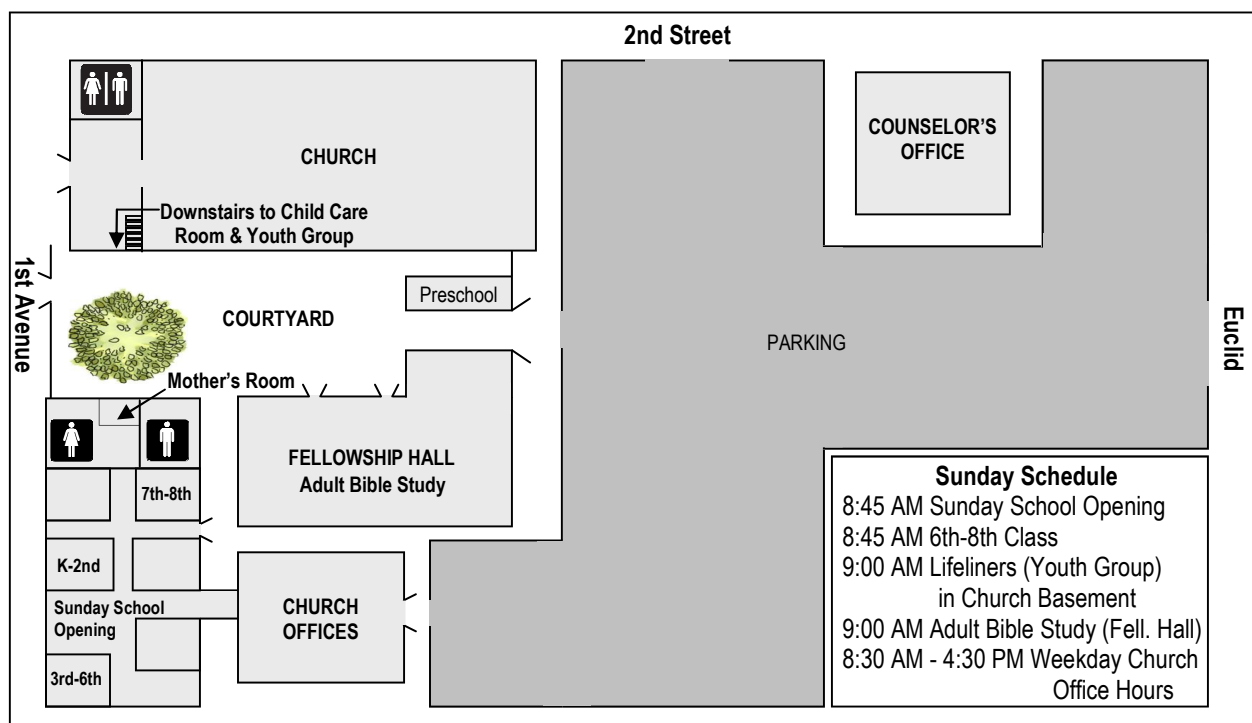 2nd Street
COUNSELOR'S
OFFICE
CHURCH
Downstairs to Child Care
Room & Youth Group
1st Avenue
Preschool
COURTYARD
PARKING
Euclid
Mother's Room
FELLOWSHIP HALL
Adult Bible Study
7th-8th
K-2nd
Sunday School
Opening
CHURCH
OFFICES
3rd-6th
Sunday Schedule
8:45 AM Sunday School Opening
8:45 AM 6th-8th Class
9:00 AM Lifeliners (Youth Group)
in Church Basement
9:00 AM Adult Bible Study (Fell. Hall)
8:30 AM - 4:30 PM Weekday Church
Office Hours